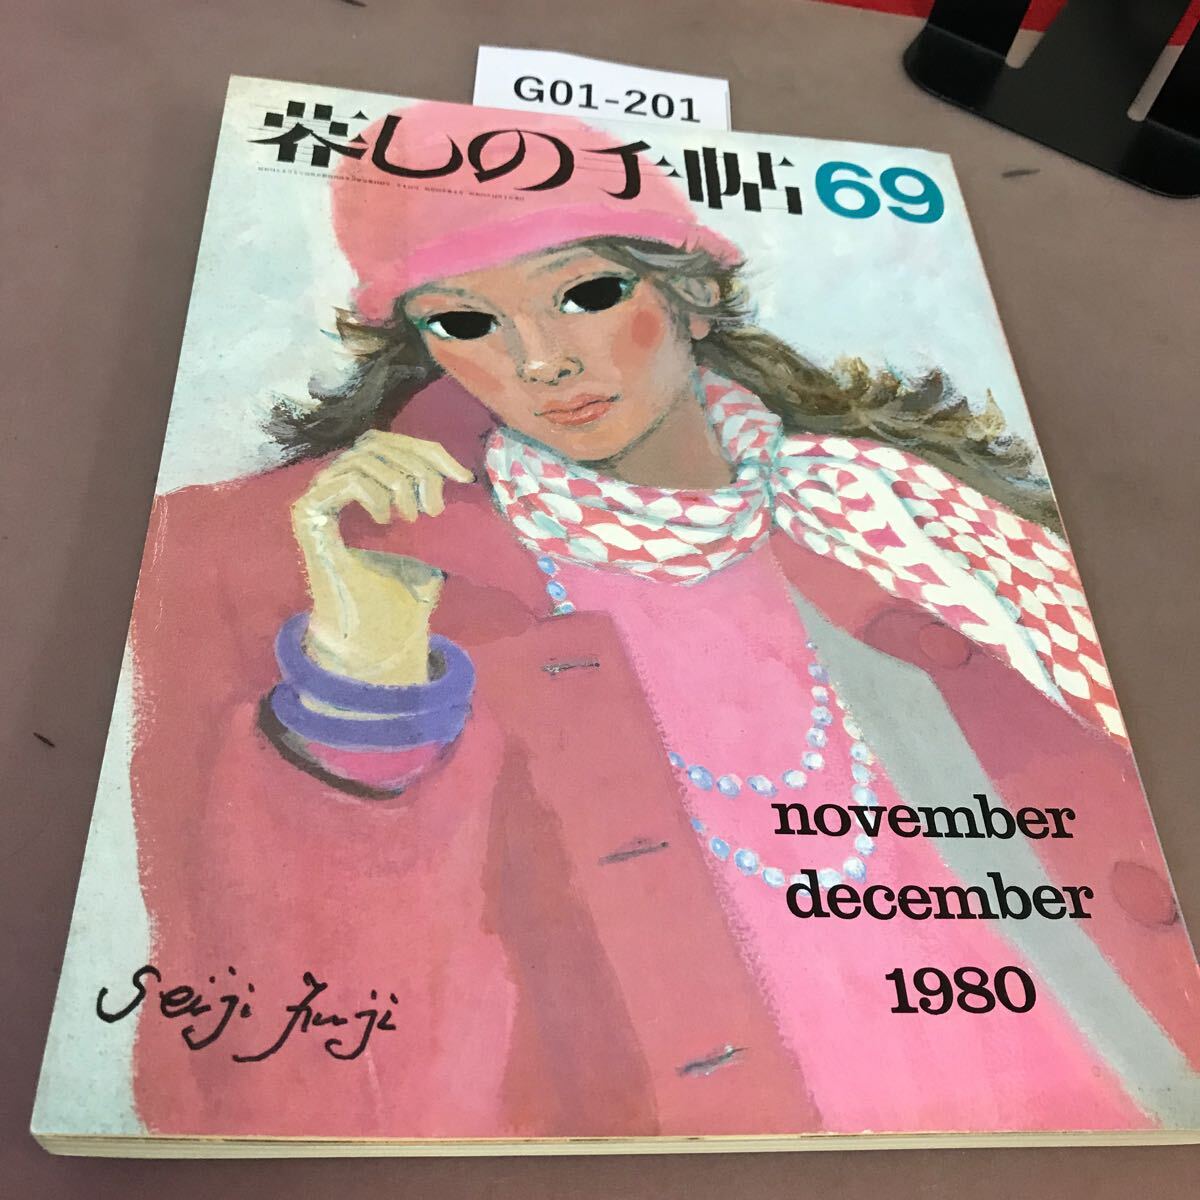 G01-201
暮しの手帖 69
november
december
1980
Seiji Fuji